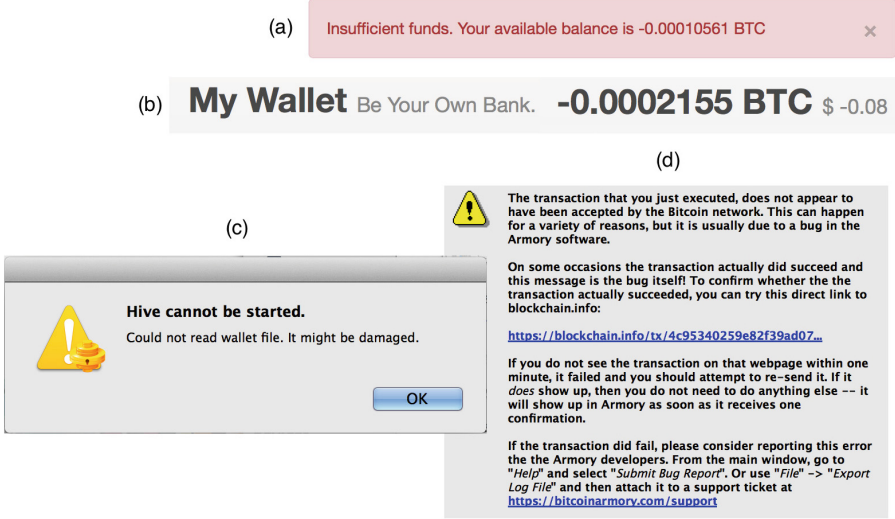 (a)
Insufficient funds. Your available balance is -0.00010561 BTC ×
(b)
My Wallet Be Your Own Bank. -0.0002155 BTC $ -0.08
(c)
Hive cannot be started.
Could not read wallet file. It might be damaged.
OK
(d)
The transaction that you just executed, does not appear to
have been accepted by the Bitcoin network. This can happen
for a variety of reasons, but it is usually due to a bug in the
Armory software.
On some occasions the transaction actually did succeed and
this message is the bug itself! To confirm whether the the
transaction actually succeeded, you can try this direct link to
blockchain.info:
https://blockchain.info/tx/4c95340259e82f39ad07...
If you do not see the transaction on that webpage within one
minute, it failed and you should attempt to re-send it. If it
does show up, then you do not need to do anything else -- it
will show up in Armory as soon as it receives one
confirmation.
If the transaction did fail, please consider reporting this error
the the Armory developers. From the main window, go to
"Help" and select "Submit Bug Report". Or use "File" -> "Export
Log File" and then attach it to a support ticket at
https://bitcoinarmory.com/support